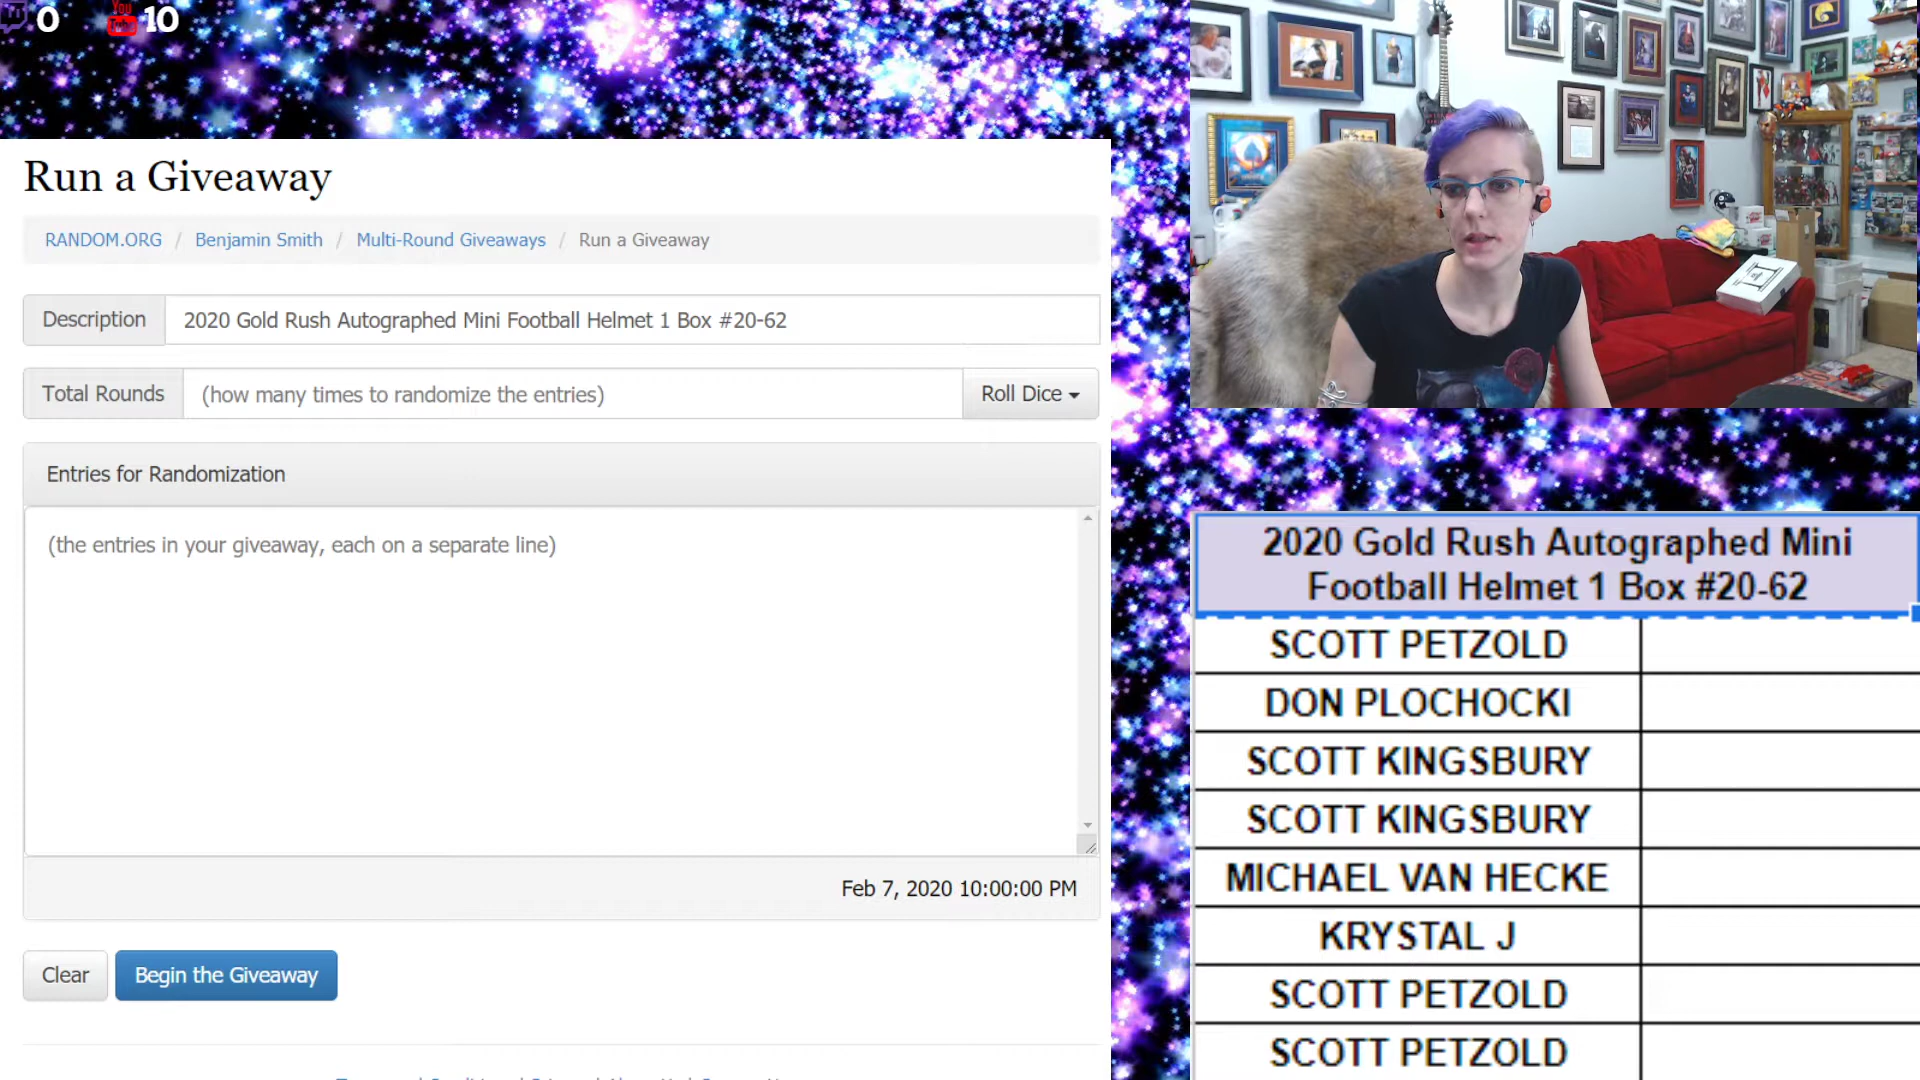 0
You
10
Run a Giveaway
RANDOM.ORG / Benjamin Smith / Multi-Round Giveaways / Run a Giveaway
Description 2020 Gold Rush Autographed Mini Football Helmet 1 Box #20-62
Total Rounds (how many times to randomize the entries) Roll Dice
Entries for Randomization
(the entries in your giveaway, each on a separate line)
Feb 7, 2020 10:00:00 PM
Clear Begin the Giveaway
2020 Gold Rush Autographed Mini
Football Helmet 1 Box #20-62
SCOTT PETZOLD
DON PLOCHOCKI
SCOTT KINGSBURY
SCOTT KINGSBURY
MICHAEL VAN HECKE
KRYSTAL J
SCOTT PETZOLD
SCOTT PETZOLD